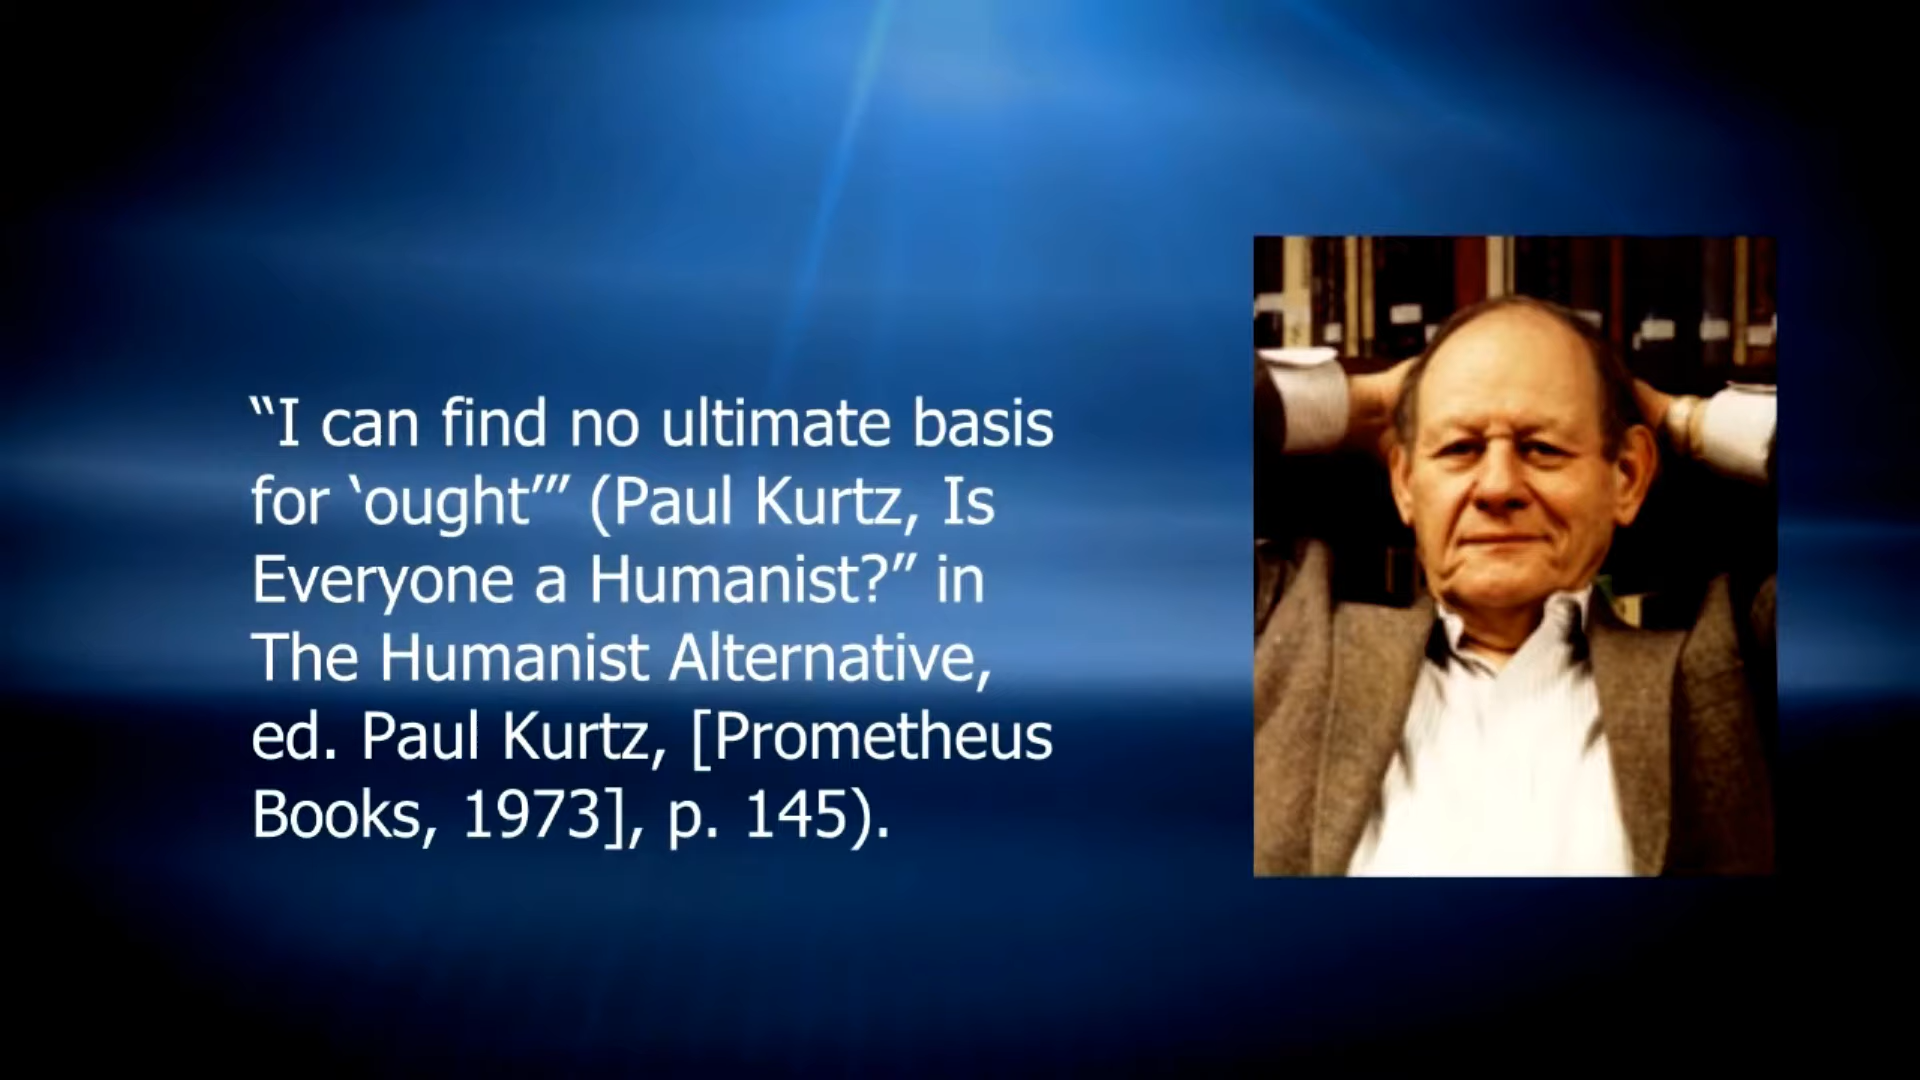 “I can find no ultimate basis
for ‘ought’” (Paul Kurtz, Is
Everyone a Humanist?” in
The Humanist Alternative,
ed. Paul Kurtz, [Prometheus
Books, 1973], p. 145).